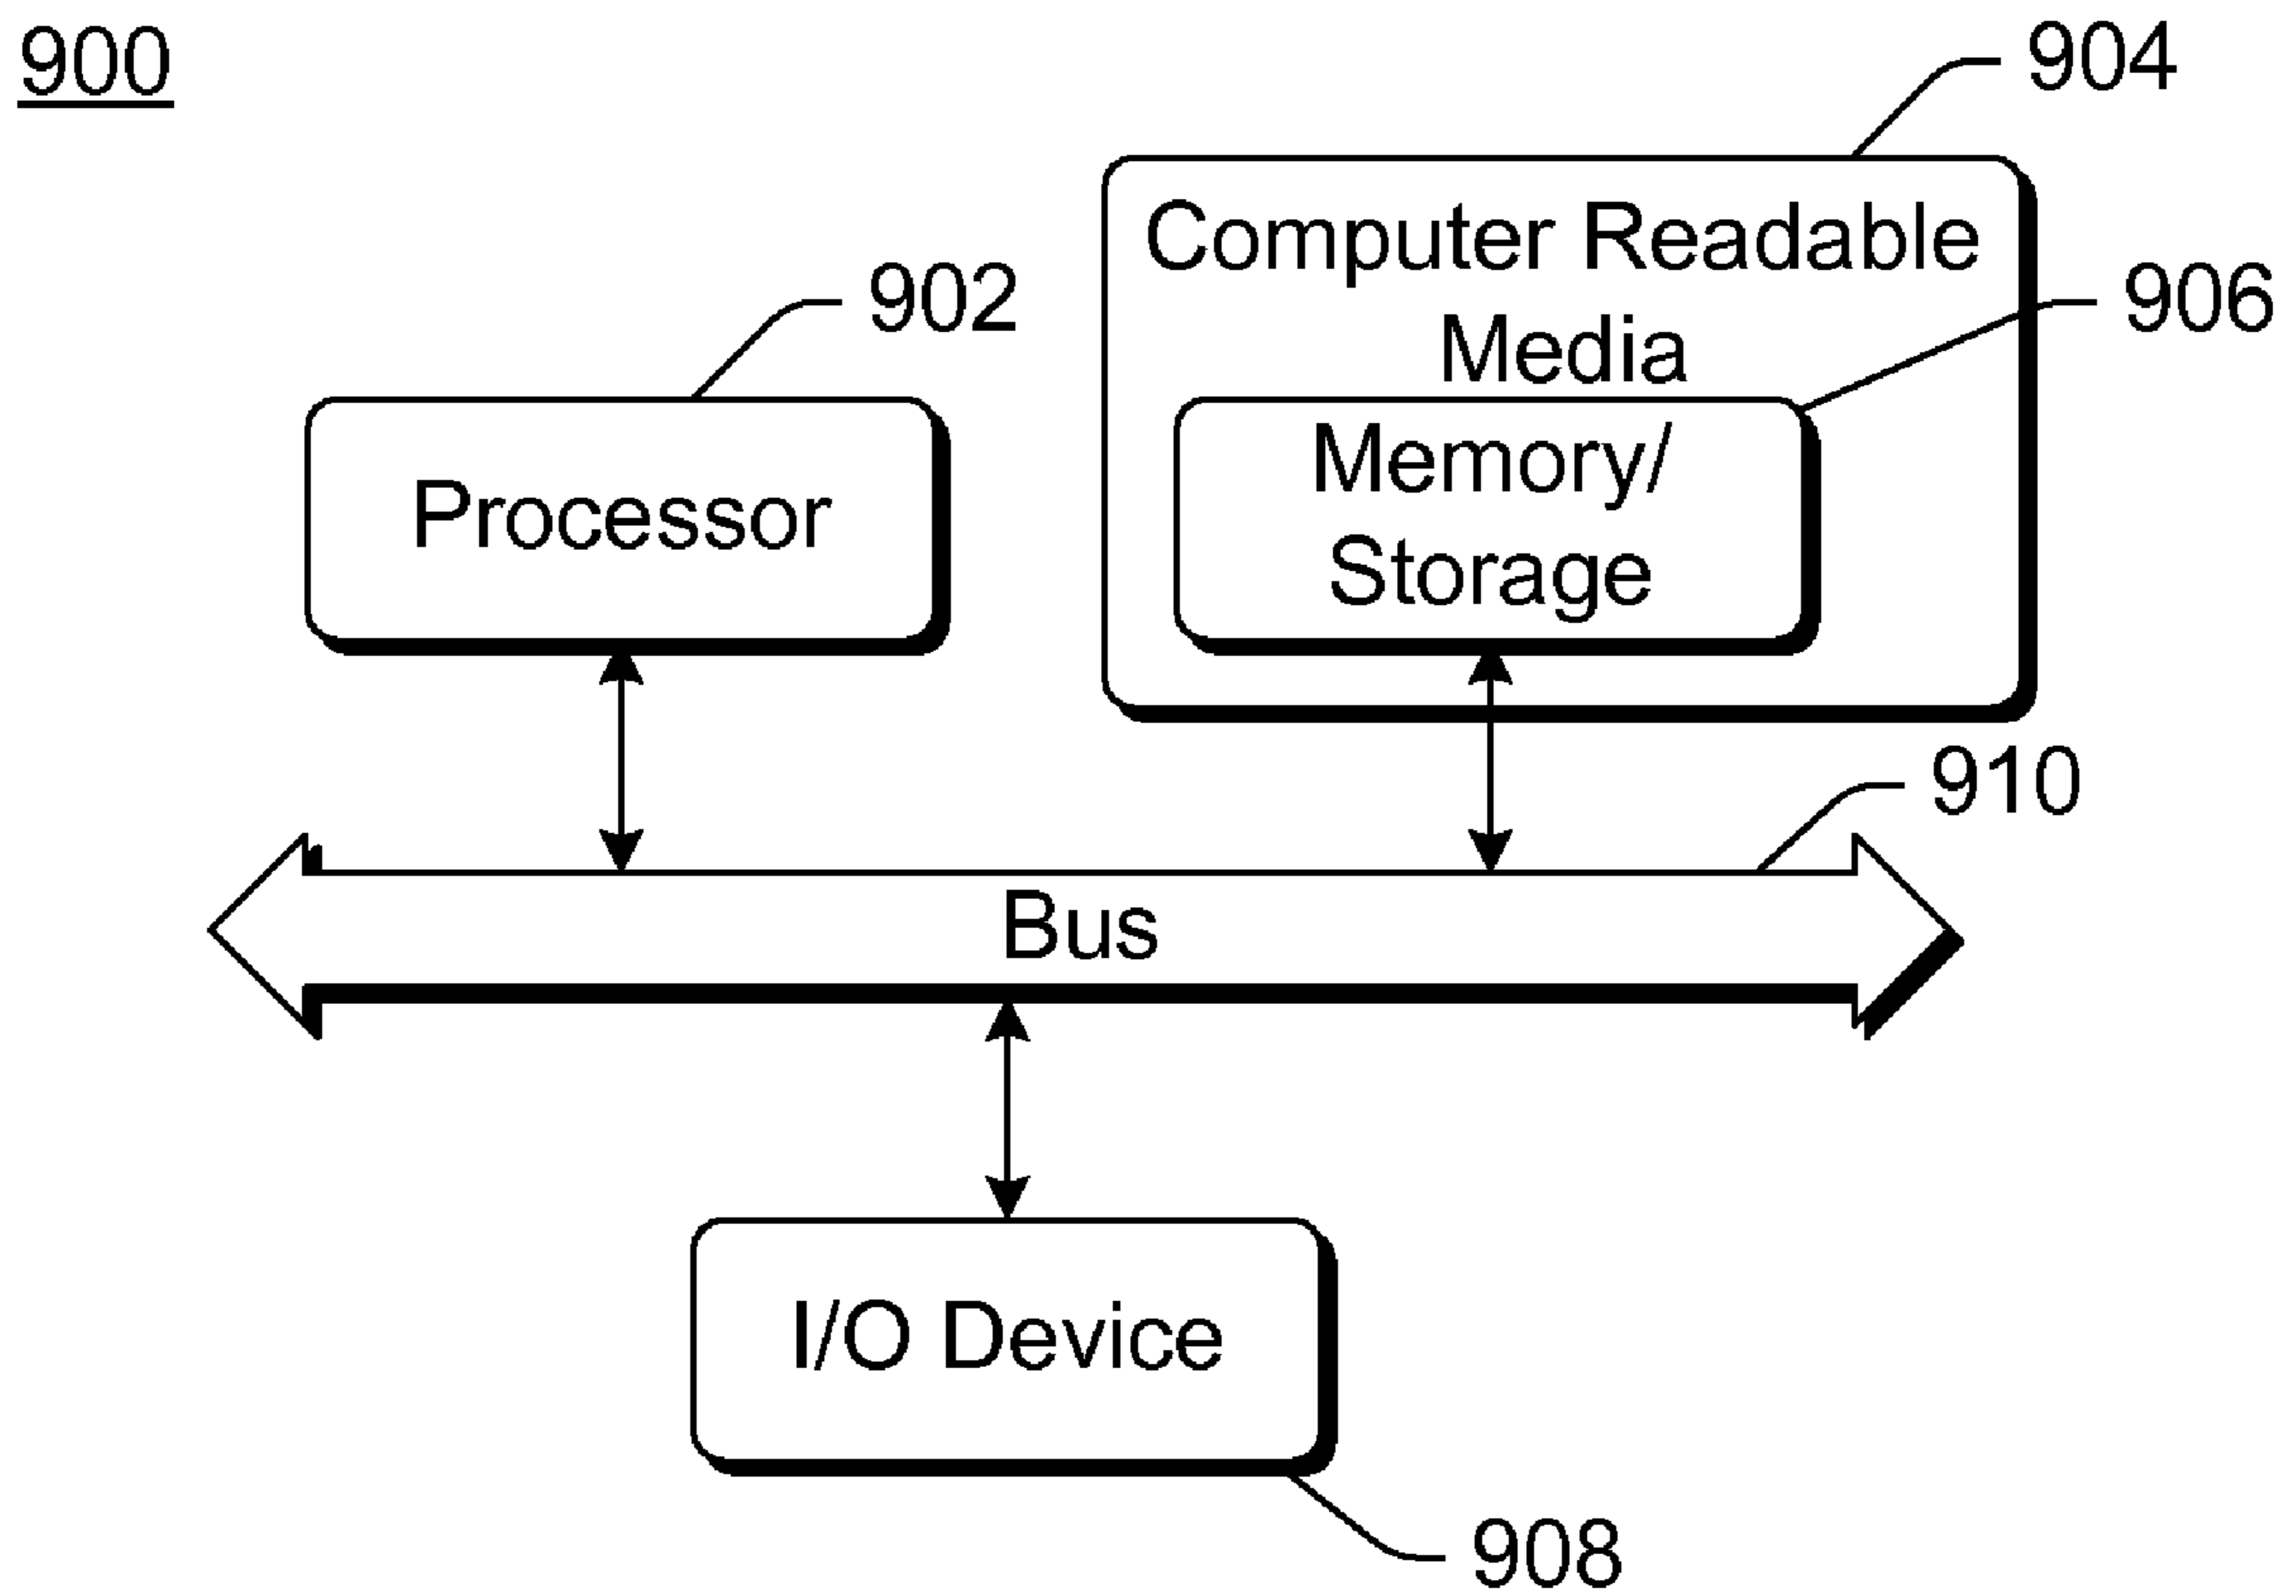 900
904
Computer Readable
Media
902
906
Memory/
Storage
Processor
910
Bus
I/O Device
908